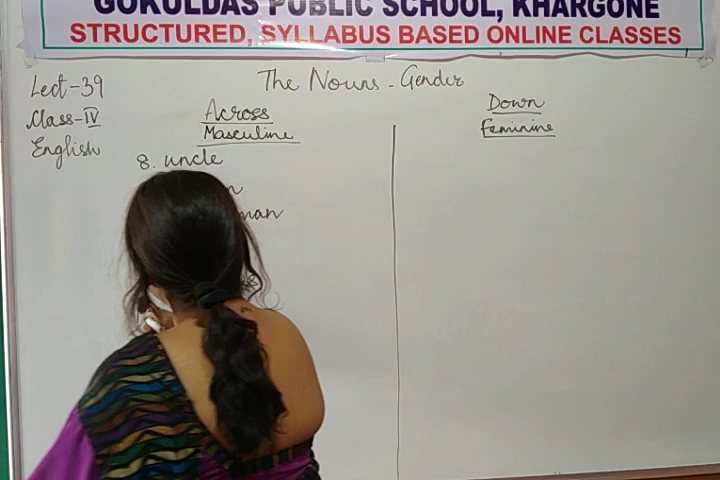 GOKULDAS PUBLIC SCHOOL, KHARGONE
STRUCTURED, SYLLABUS BASED ONLINE CLASSES
Lect-39
The Nouns - Gender
Class-IV
English
Across
Masculine
Down
Feminine
8. uncle
man